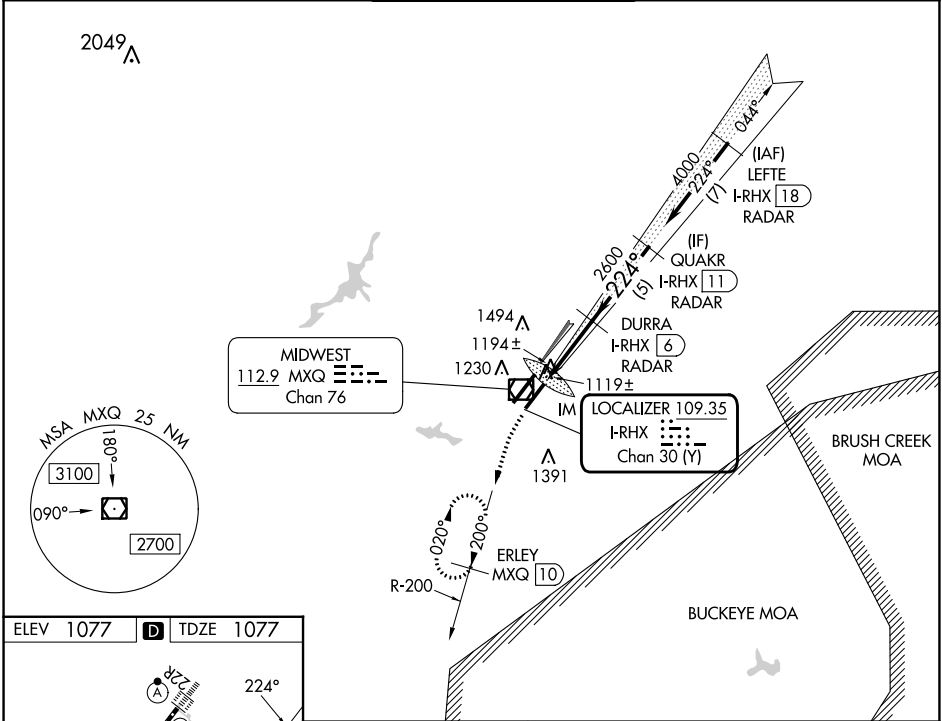 2049
4000
224°
(7)
044°
(IAF)
LEFTE
I-RHX 18
RADAR
2600
224°
(5)
(IF)
QUAKR
I-RHX 11
RADAR
DURRA
I-RHX 6
RADAR
1494
1194±
1230
1119±
IM
MIDWEST
112.9 MXQ
Chan 76
LOCALIZER 109.35
I-RHX
Chan 30 (Y)
1391
BRUSH CREEK
MOA
MSA MXQ 25 NM
180°
3100
090°
2700
020°
200°
ERLEY
MXQ 10
R-200
BUCKEYE MOA
ELEV 1077 D TDZE 1077
22R
A
224°